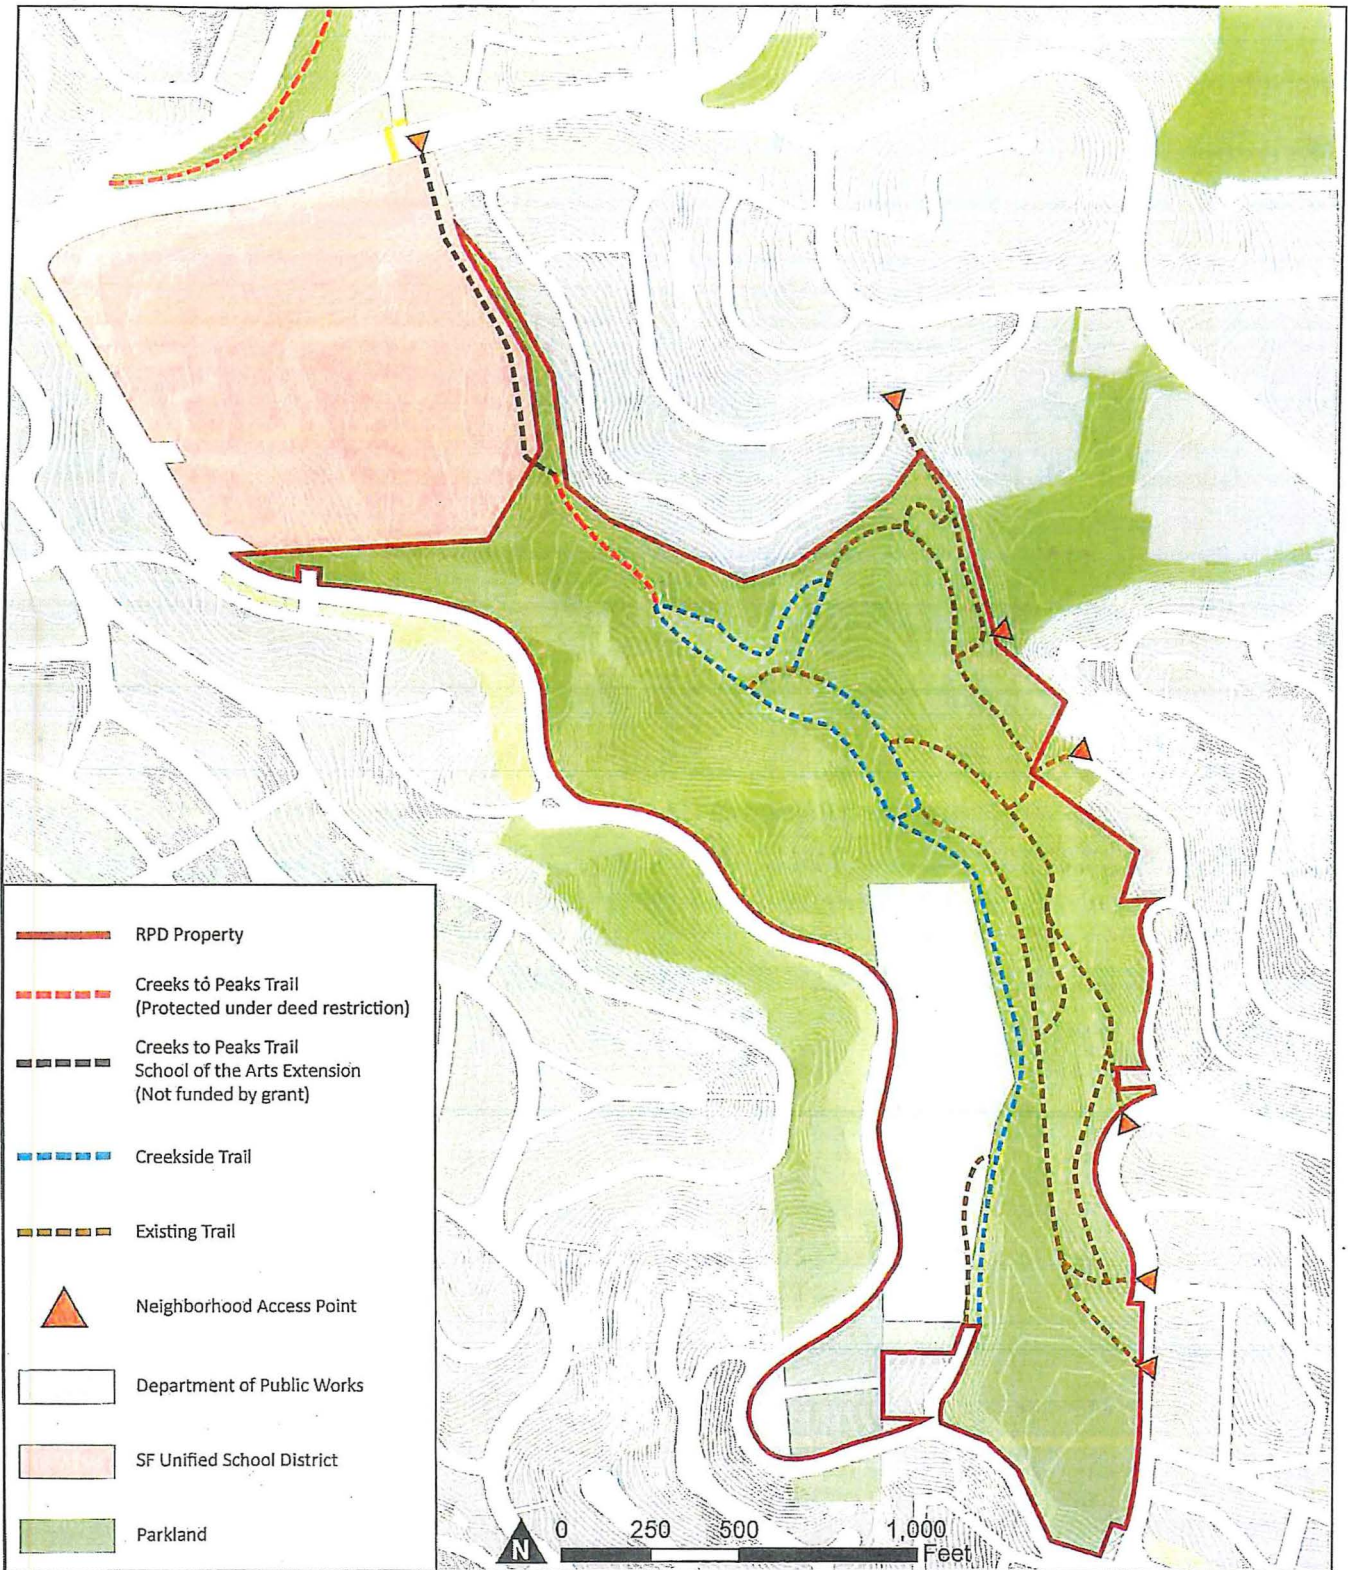 RPD Property
Creeks to Peaks Trail
(Protected under deed restriction)
Creeks to Peaks Trail
School of the Arts Extension
(Not funded by grant)
Creekside Trail
Existing Trail
Neighborhood Access Point
Department of Public Works
SF Unified School District
Parkland
N
0 250 500 1,000
Feet